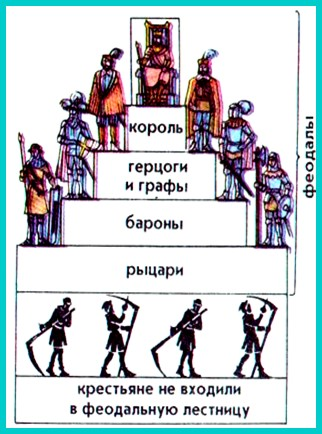 король
герцоги
и графы
бароны
рыцари
феодалы
крестьяне не входили
в феодальную лестницу